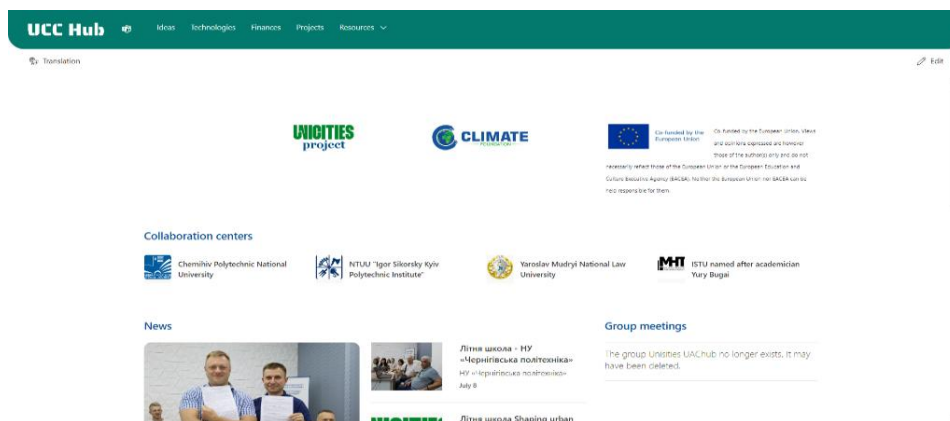 UCC Hub
Ideas
Technologies
Finances
Projects
Resources
Translation
Edit
UNICITIES
project
CLIMATE
FOUNDATION
Co-funded by the
European Union
Co-funded by the European Union. Views
and opinions expressed are however
those of the author(s) only and do not
necessarily reflect those of the European Union or the European Education and
Culture Executive Agency (EACEA). Neither the European Union nor EACEA can be
held responsible for them.
Collaboration centers
Chernihiv Polytechnic National
University
NTUU "Igor Sikorsky Kyiv
Polytechnic Institute"
Yaroslav Mudryi National Law
University
МНТУ
ISTU named after academician
Yury Bugai
News
Літня школа - НУ
«Чернігівська політехніка»
НУ «Чернігівська політехніка»
July 8
UNICITIES
Літня школа Shaping urban
Group meetings
The group Unisities UAChub no longer exists. It may
have been deleted.